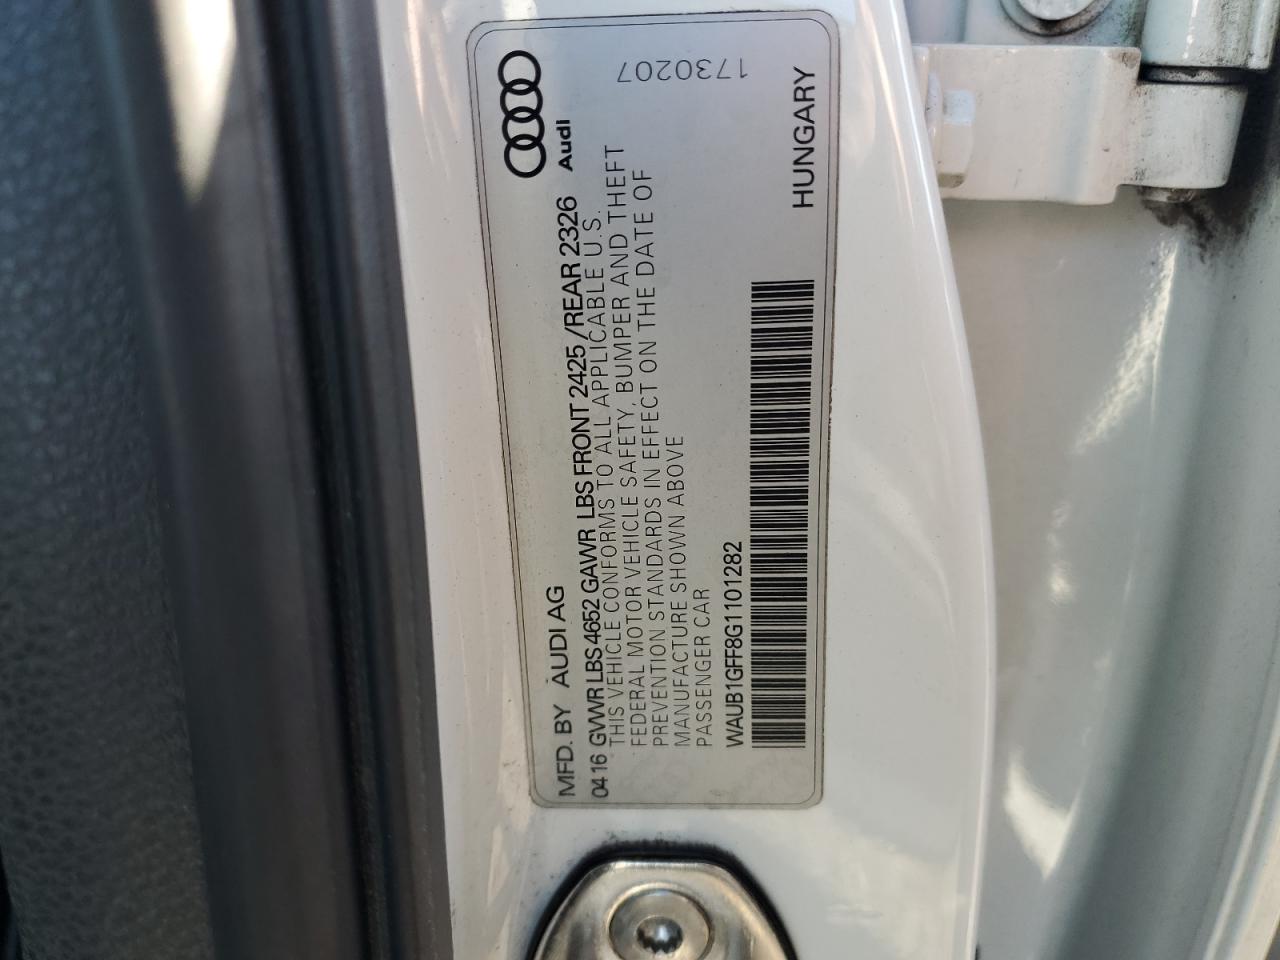 MFD. BY AUDI AG
Audi
04 16 GVWR LBS 4652 GAWR LBS FRONT 2425 /REAR 2326
THIS VEHICLE CONFORMS TO ALL APPLICABLE U.S.
FEDERAL MOTOR VEHICLE SAFETY, BUMPER AND THEFT
PREVENTION STANDARDS IN EFFECT ON THE DATE OF
MANUFACTURE SHOWN ABOVE
PASSENGER CAR
WAUB1GFF8G1101282
HUNGARY
1730207